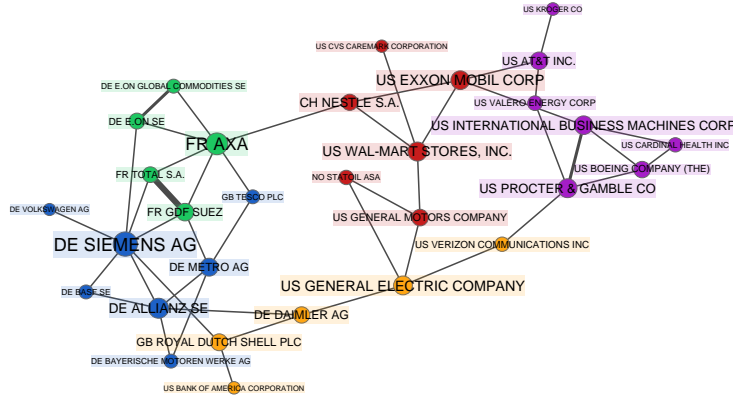 US KROGER CO
US CVS CAREMARK CORPORATION
US AT&T INC.
US EXXON MOBIL CORP
DE E.ON GLOBAL COMMODITIES SE
CH NESTLE S.A.
US VALERO ENERGY CORP
DE E.ON SE
US INTERNATIONAL BUSINESS MACHINES CORP
FR AXA
US CARDINAL HEALTH INC
US WAL-MART STORES, INC.
US BOEING COMPANY (THE)
FR TOTAL S.A.
NO STATOIL ASA
US PROCTER & GAMBLE CO
GB TESCO PLC
DE VOLKSWAGEN AG
FR GDF SUEZ
US GENERAL MOTORS COMPANY
DE SIEMENS AG
US VERIZON COMMUNICATIONS INC
DE METRO AG
US GENERAL ELECTRIC COMPANY
DE BASF SE
DE ALLIANZ SE
DE DAIMLER AG
GB ROYAL DUTCH SHELL PLC
DE BAYERISCHE MOTOREN WERKE AG
US BANK OF AMERICA CORPORATION